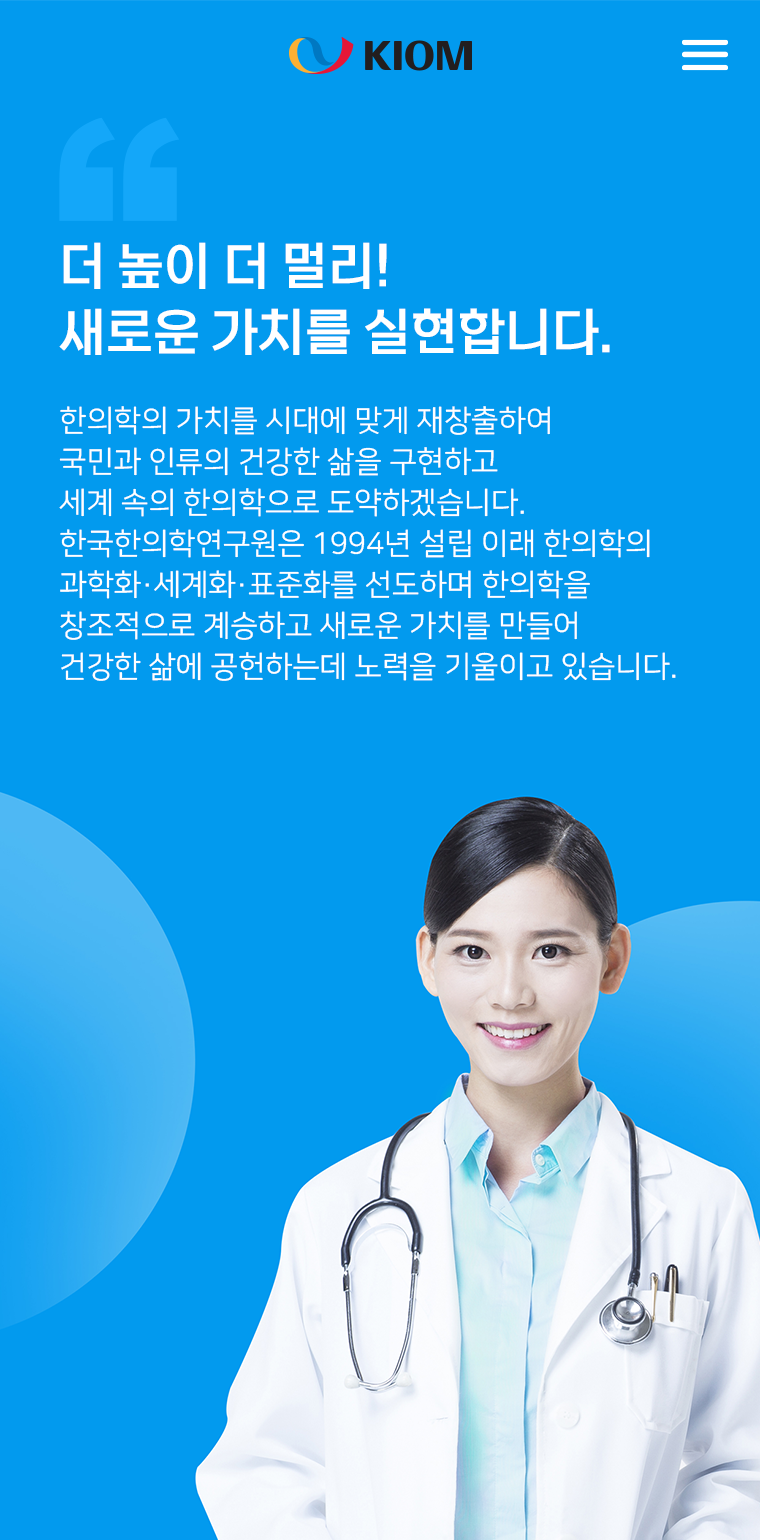 KIOM
더 높이 더 멀리!
새로운 가치를 실현합니다.
한의학의 가치를 시대에 맞게 재창출하여
국민과 인류의 건강한 삶을 구현하고
세계 속의 한의학으로 도약하겠습니다.
한국한의학연구원은 1994년 설립 이래 한의학의
과학화·세계화·표준화를 선도하며 한의학을
창조적으로 계승하고 새로운 가치를 만들어
건강한 삶에 공헌하는데 노력을 기울이고 있습니다.